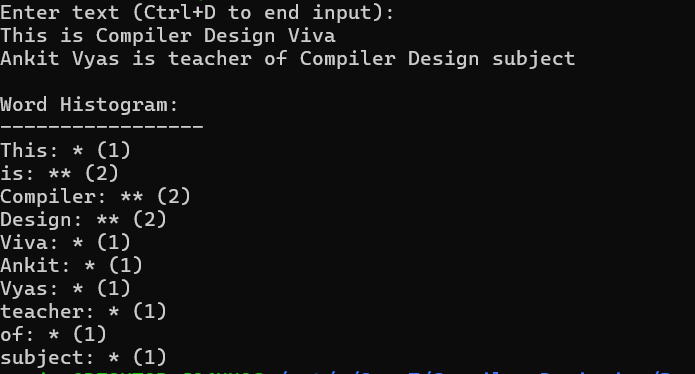 Enter text (Ctrl+D to end input):
This is Compiler Design Viva
Ankit Vyas is teacher of Compiler Design subject

Word Histogram:
-----------------
This: * (1)
is: ** (2)
Compiler: ** (2)
Design: ** (2)
Viva: * (1)
Ankit: * (1)
Vyas: * (1)
teacher: * (1)
of: * (1)
subject: * (1)